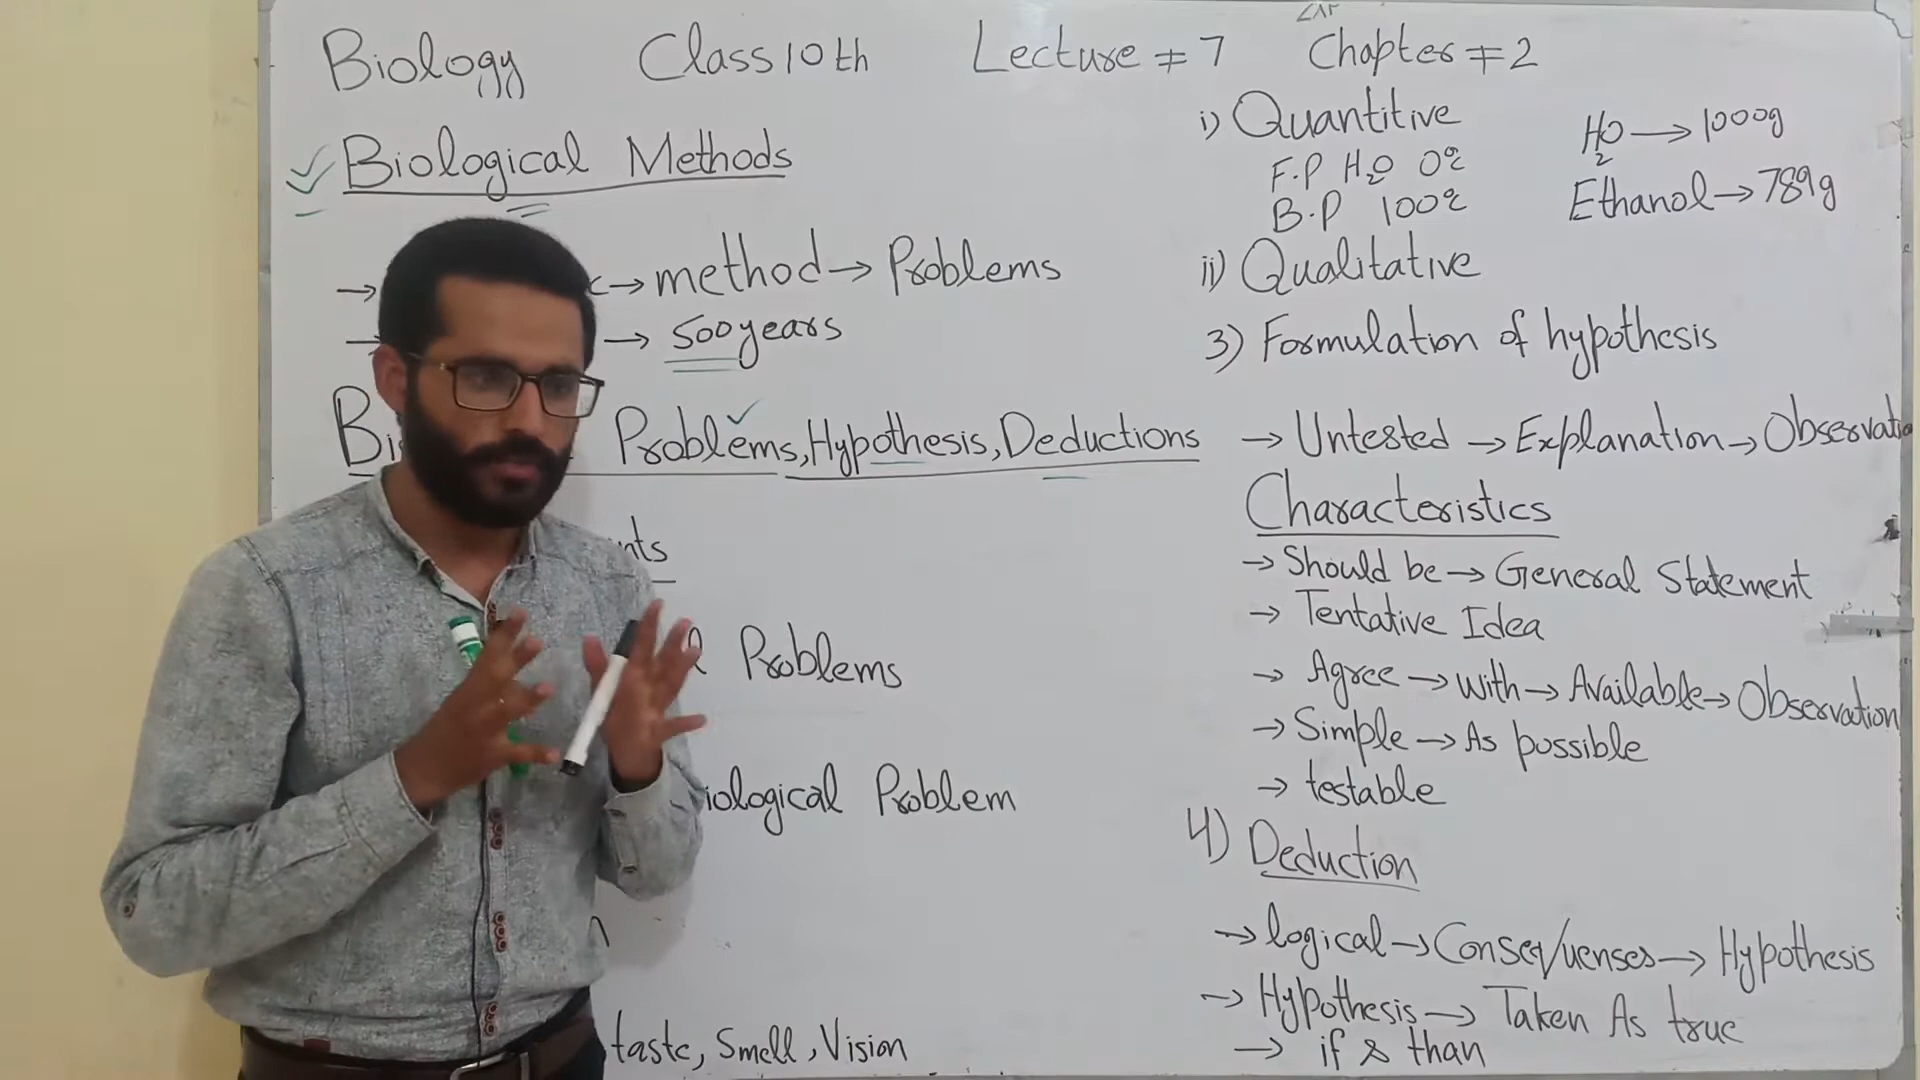 Biology Class 10th Lecture # 7 Chapter # 2
Biological Methods
→ → method → Problems
→ → 500 years
Problems, Hypothesis, Deductions
Problems
Problem
taste, Smell, Vision
i) Quantitive
F.P H₂O 0°C
B.P 100°C
H₂O → 1000g
Ethanol → 789g
ii) Qualitative
3) Formulation of hypothesis
→ Untested → Explanation → Observatio
Characteristics
→ Should be → General Statement
→ Tentative Idea
→ Agree → with → Available → Observation
→ Simple → As possible
→ testable
4) Deduction
→ logical → Consequenses → Hypothesis
→ Hypothesis → Taken As true
→ if & than